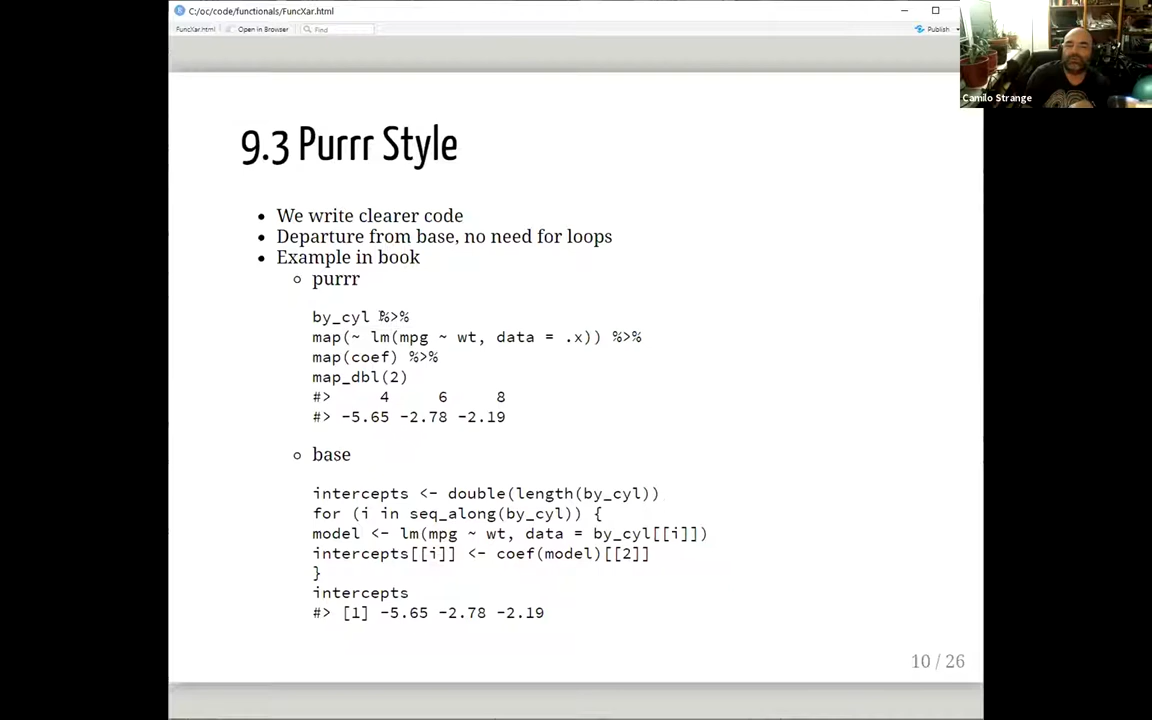 C:/oc/code/functionals/FuncXar.html
FuncXar.html Open in Browser Find Publish
Camilo Strange
9.3 Purrr Style
• We write clearer code
• Departure from base, no need for loops
• Example in book
◦ purrr
by_cyl %>%
map(~ lm(mpg ~ wt, data = .x)) %>%
map(coef) %>%
map_dbl(2)
#> 4 6 8
#> -5.65 -2.78 -2.19
◦ base
intercepts <- double(length(by_cyl))
for (i in seq_along(by_cyl)) {
model <- lm(mpg ~ wt, data = by_cyl[[i]])
intercepts[[i]] <- coef(model)[[2]]
}
intercepts
#> [1] -5.65 -2.78 -2.19
10 / 26